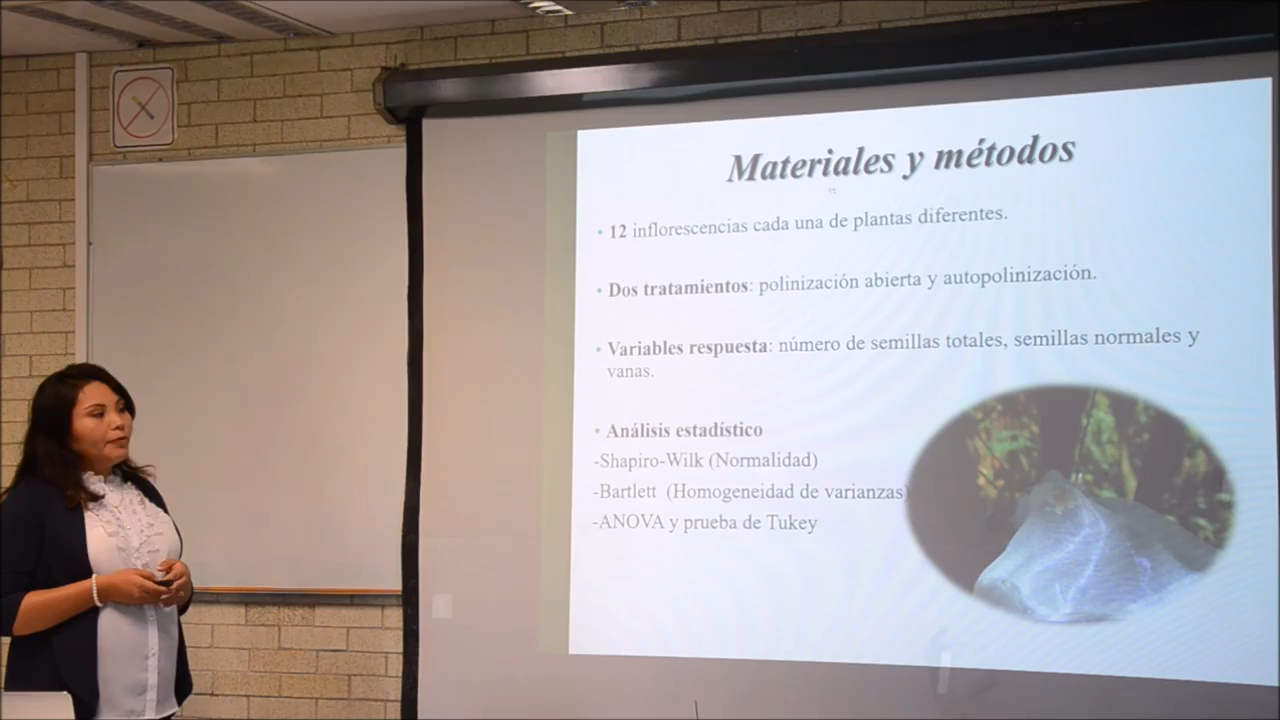 Materiales y métodos
• 12 inflorescencias cada una de plantas diferentes.
• Dos tratamientos: polinización abierta y autopolinización.
• Variables respuesta: número de semillas totales, semillas normales y
vanas.
• Análisis estadístico
-Shapiro-Wilk (Normalidad)
-Bartlett (Homogeneidad de varianzas)
-ANOVA y prueba de Tukey